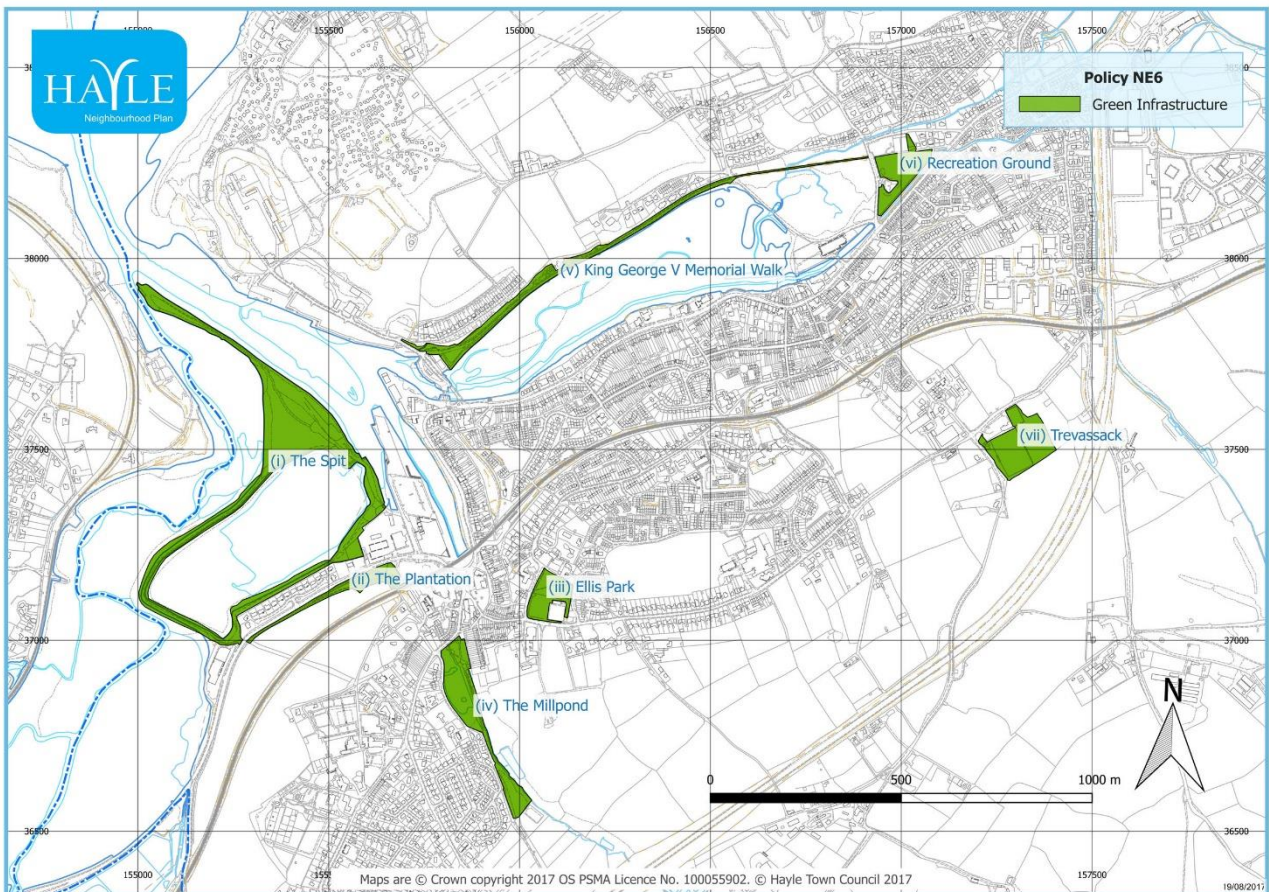 155000
155500
156000
156500
157000
157500
HAYLE
Neighbourhood Plan
Policy NE6
Green Infrastructure
(vi) Recreation Ground
38000
(v) King George V Memorial Walk
38000
37500
(i) The Spit
(vii) Trevassack
37500
(ii) The Plantation
(iii) Ellis Park
37000
37000
(iv) The Millpond
N
0
500
1000 m
36500
36500
155000
157500
Maps are © Crown copyright 2017 OS PSMA Licence No. 100055902. © Hayle Town Council 2017